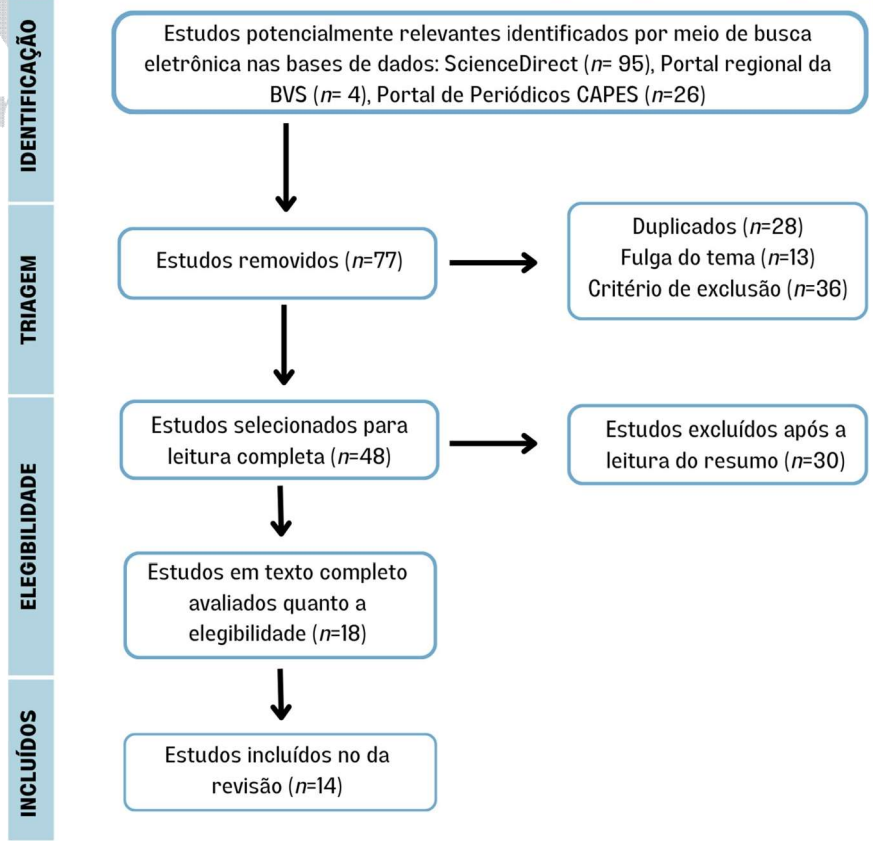 IDENTIFICAÇÃO
Estudos potencialmente relevantes identificados por meio de busca
eletrônica nas bases de dados: ScienceDirect (n= 95), Portal regional da
BVS (n= 4), Portal de Periódicos CAPES (n=26)
TRIAGEM
Estudos removidos (n=77)
Duplicados (n=28)
Fulga do tema (n=13)
Critério de exclusão (n=36)
ELEGIBILIDADE
Estudos selecionados para
leitura completa (n=48)
Estudos excluídos após a
leitura do resumo (n=30)
Estudos em texto completo
avaliados quanto a
elegibilidade (n=18)
INCLUÍDOS
Estudos incluídos no da
revisão (n=14)